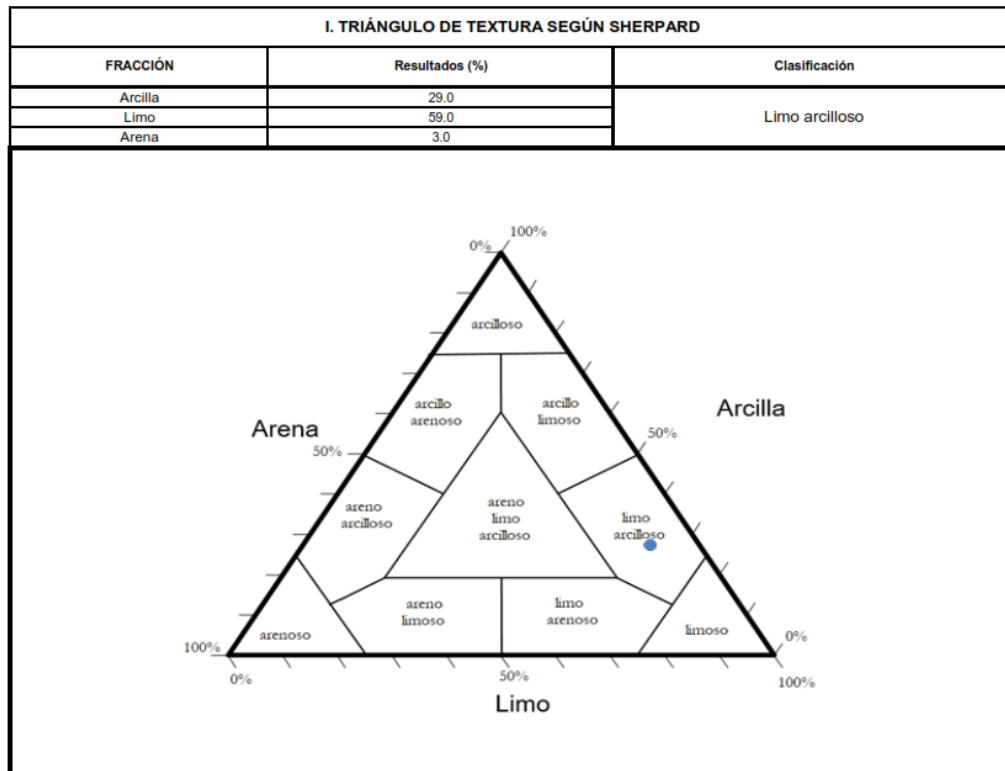 I. TRIÁNGULO DE TEXTURA SEGÚN SHERPARD
FRACCIÓN Resultados (%) Clasificación
Arcilla 29.0
Limo 59.0 Limo arcilloso
Arena 3.0
0% 100%
arcilloso
arcillo
arenoso
arcillo
limoso
Arena
Arcilla
50%
50%
areno
arcilloso
areno
limo
arcilloso
limo
arcilloso
areno
limoso
limo
arenoso
arenoso
limoso
100%
0%
0%
50%
100%
Limo